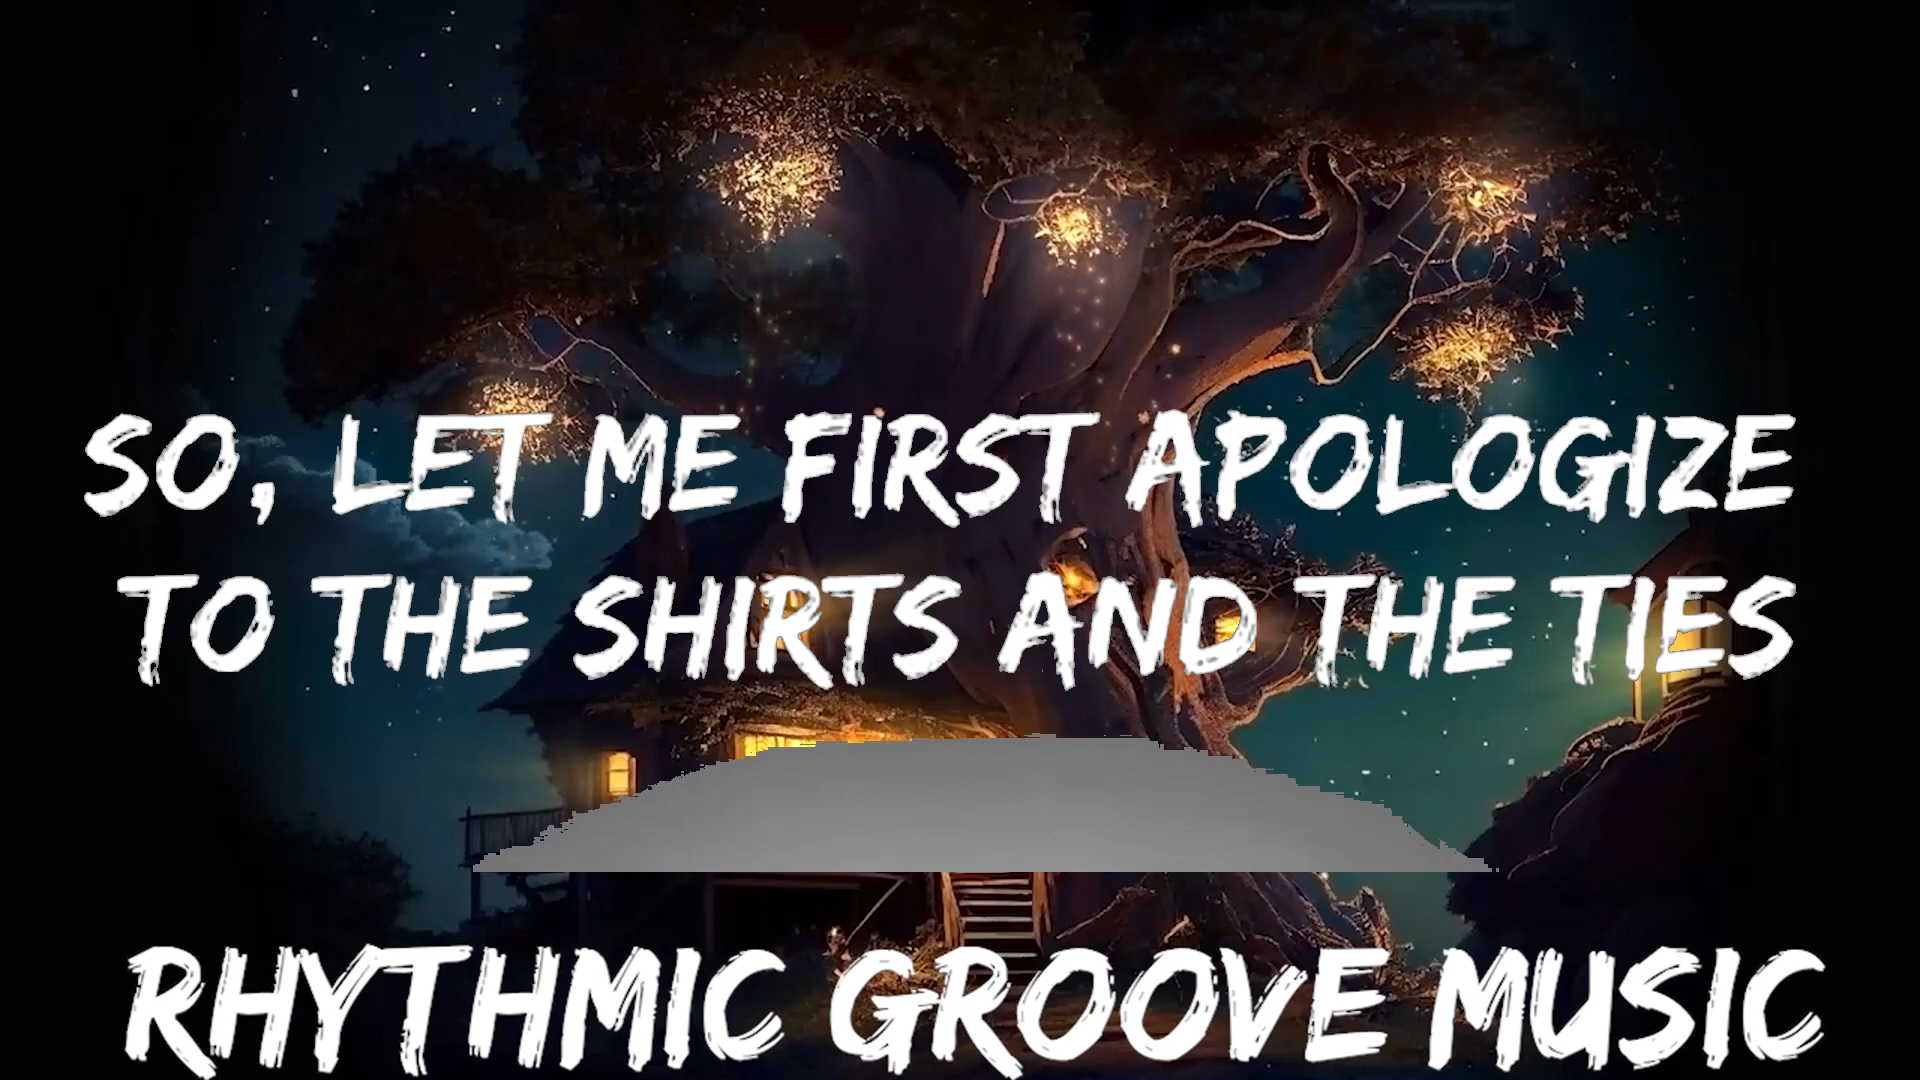 SO, LET ME FIRST APOLOGIZE
TO THE SHIRTS AND THE TIES
RHYTHMIC GROOVE MUSIC